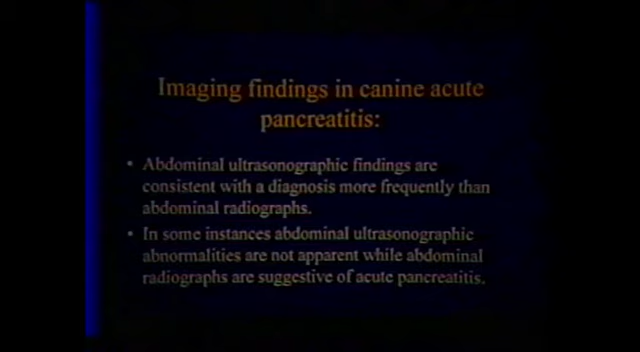 Imaging findings in canine acute
pancreatitis:
• Abdominal ultrasonographic findings are
consistent with a diagnosis more frequently than
abdominal radiographs.
• In some instances abdominal ultrasonographic
abnormalities are not apparent while abdominal
radiographs are suggestive of acute pancreatitis.